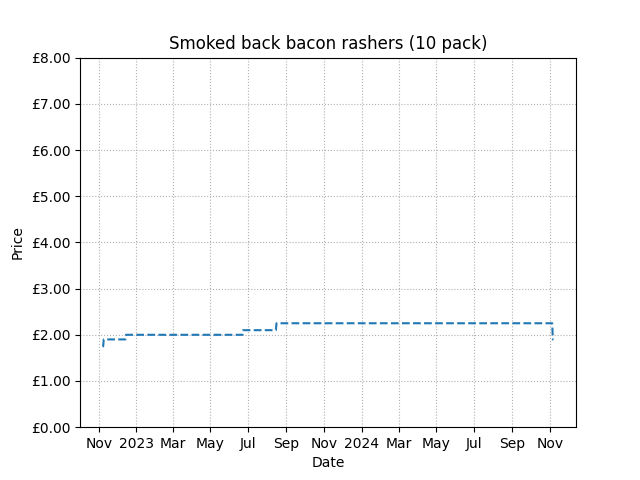 Smoked back bacon rashers (10 pack)
£8.00
£7.00
£6.00
£5.00
£4.00
£3.00
£2.00
£1.00
£0.00
Price
Nov 2023 Mar May Jul Sep Nov 2024 Mar May Jul Sep Nov
Date